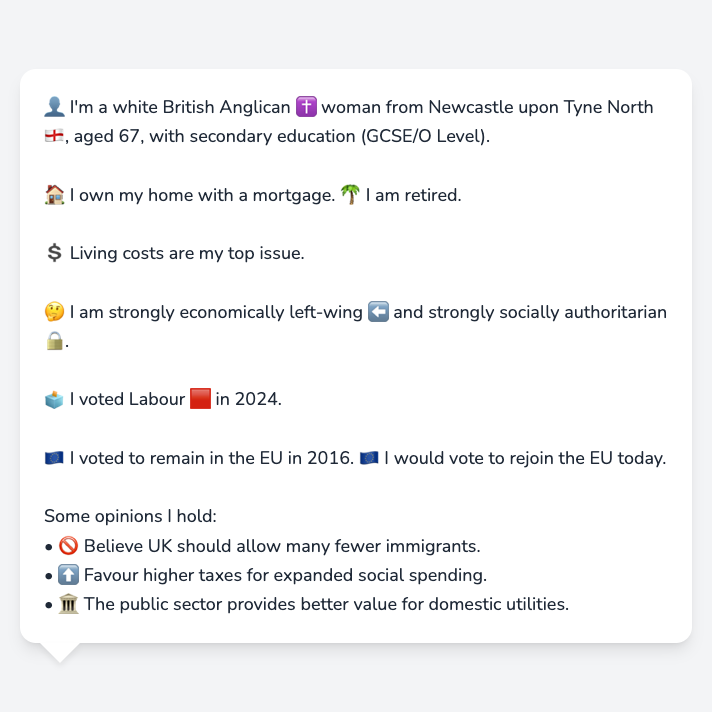 👤 I'm a white British Anglican ✝️ woman from Newcastle upon Tyne North
🏴󠁧󠁢󠁥󠁮󠁧󠁿, aged 67, with secondary education (GCSE/O Level).
🏠 I own my home with a mortgage. 🌴 I am retired.
💲 Living costs are my top issue.
🤔 I am strongly economically left-wing ⬅️ and strongly socially authoritarian
🔒.
🗳️ I voted Labour 🟥 in 2024.
🇪🇺 I voted to remain in the EU in 2016. 🇪🇺 I would vote to rejoin the EU today.
Some opinions I hold:
• 🚫 Believe UK should allow many fewer immigrants.
• ⬆️ Favour higher taxes for expanded social spending.
• 🏛️ The public sector provides better value for domestic utilities.